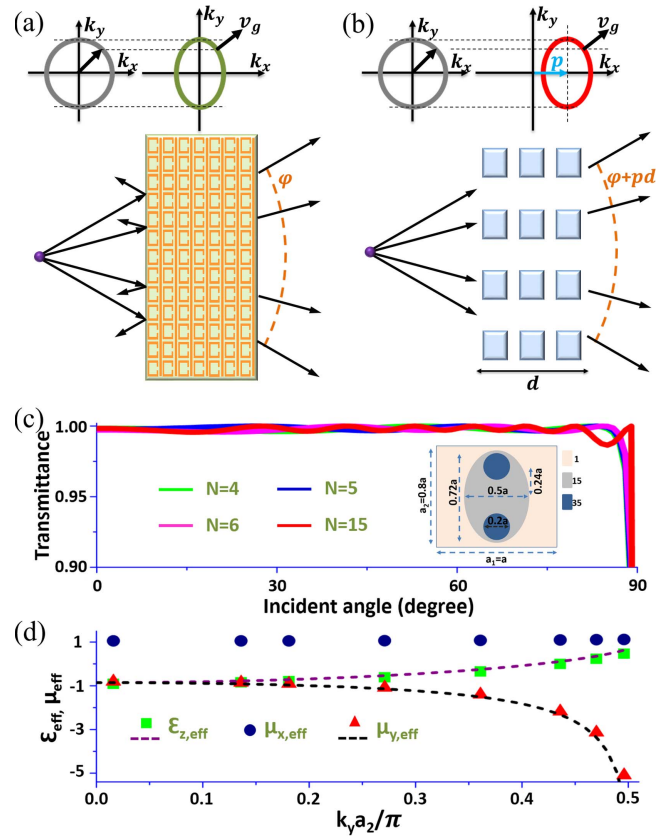 (a)
k_y
k_y
v_g
k_x
k_x
φ
(b)
k_y
k_y
v_g
k_x
p
k_x
φ+pd
d
(c)
Transmittance
1.00
0.95
0.90
N=4
N=5
N=6
N=15
a₂=0.8a
0.72a
0.5a
0.24a
0.2a
a₁=a
1
15
35
0
30
60
90
Incident angle (degree)
(d)
ε_eff, μ_eff
1
-1
-3
-5
ε_z,eff
μ_x,eff
μ_y,eff
0.0
0.1
0.2
0.3
0.4
0.5
k_y a₂/π